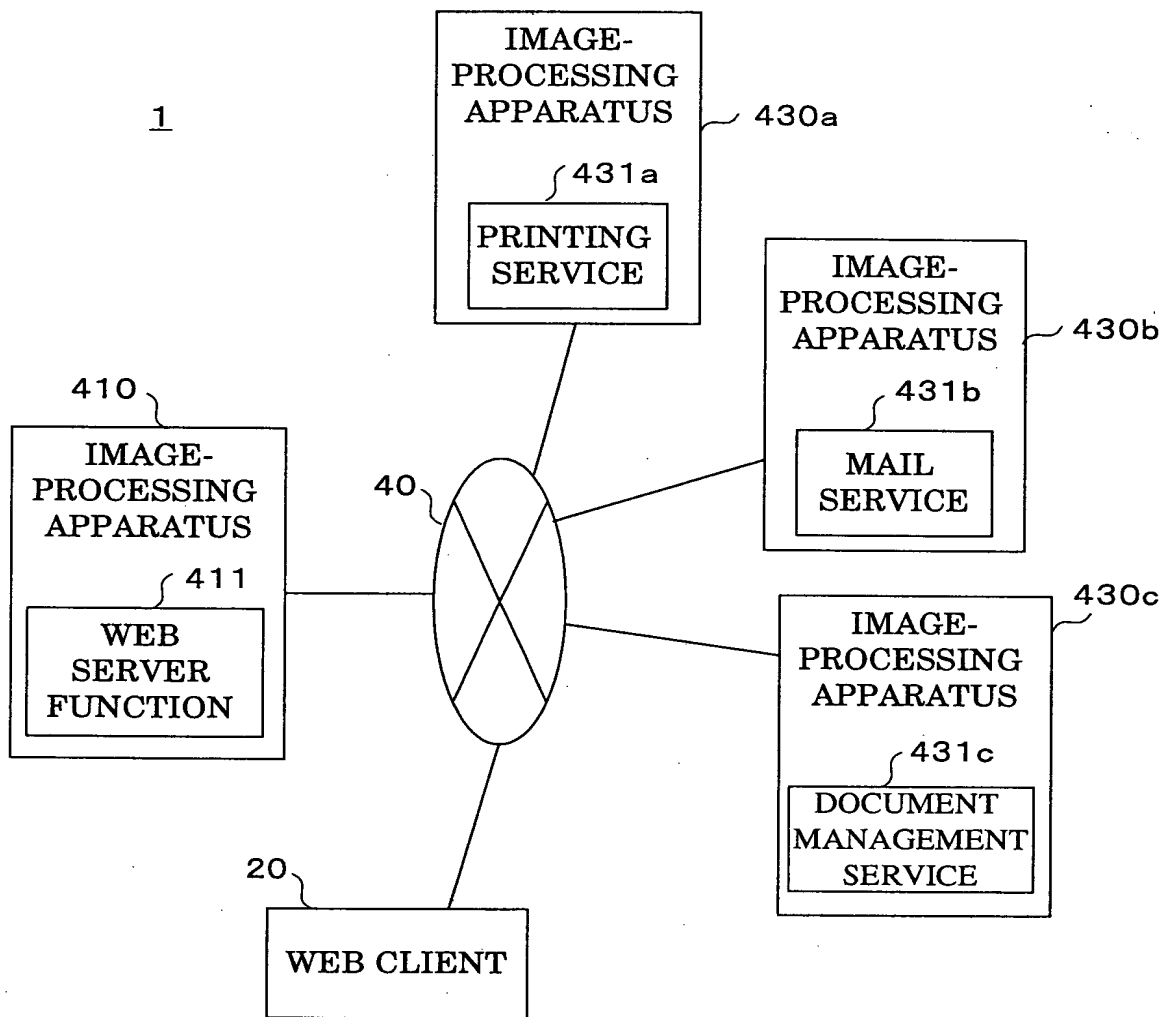 1
IMAGE-
PROCESSING
APPARATUS
430a
431a
PRINTING
SERVICE
IMAGE-
PROCESSING
APPARATUS
430b
431b
MAIL
SERVICE
410
IMAGE-
PROCESSING
APPARATUS
411
WEB
SERVER
FUNCTION
40
430c
IMAGE-
PROCESSING
APPARATUS
431c
DOCUMENT
MANAGEMENT
SERVICE
20
WEB CLIENT